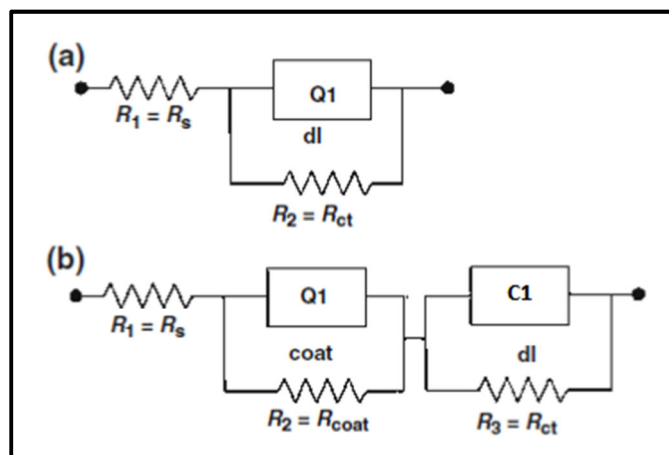 (a)
Q1
R1 = Rs
dl
R2 = Rct
(b)
Q1
C1
R1 = Rs
coat
dl
R2 = Rcoat
R3 = Rct